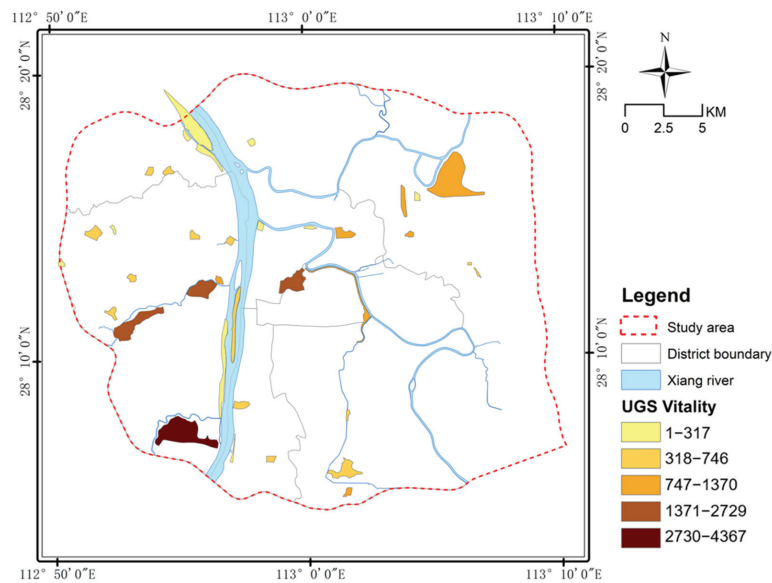 112° 50′ 0″E 113° 0′ 0″E 113° 10′ 0″E
28° 20′ 0″N
28° 20′ 0″N
N
0 2.5 5 KM
28° 10′ 0″N
28° 10′ 0″N
Legend
Study area
District boundary
Xiang river
UGS Vitality
1–317
318–746
747–1370
1371–2729
2730–4367
112° 50′ 0″E 113° 0′ 0″E 113° 10′ 0″E